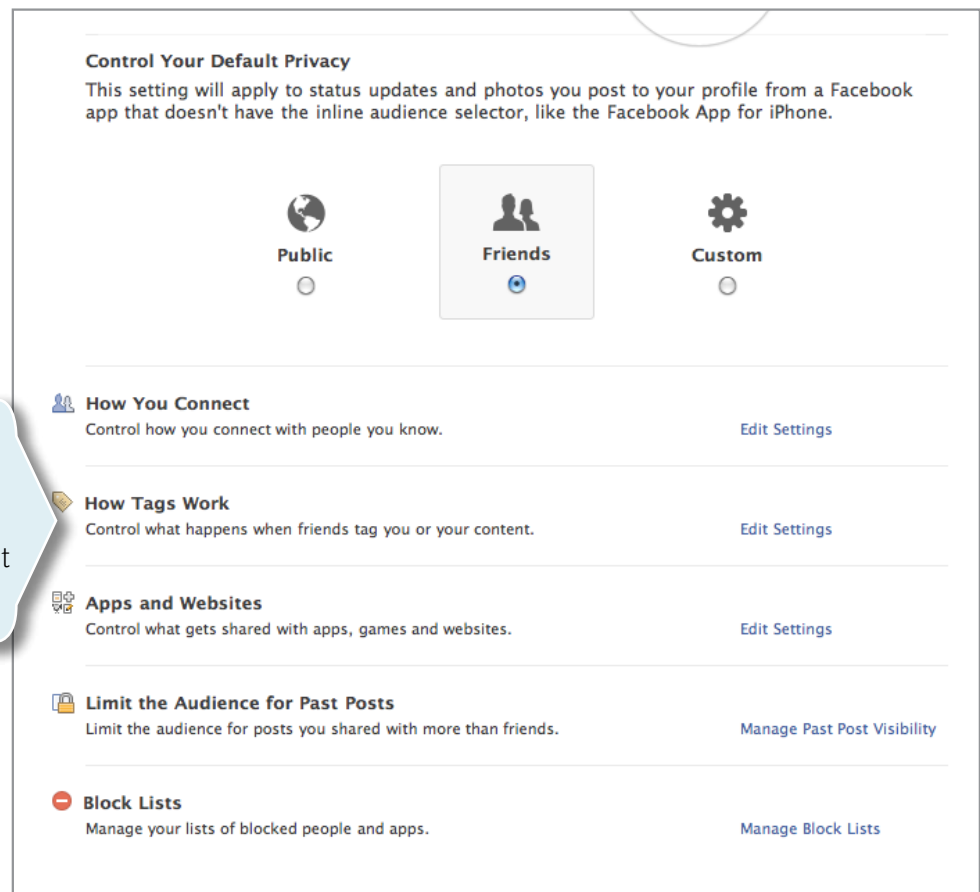 Control Your Default Privacy
This setting will apply to status updates and photos you post to your profile from a Facebook
app that doesn't have the inline audience selector, like the Facebook App for iPhone.
Public
Friends
Custom
How You Connect
Control how you connect with people you know.
Edit Settings
How Tags Work
Control what happens when friends tag you or your content.
Edit Settings
t
Apps and Websites
Control what gets shared with apps, games and websites.
Edit Settings
Limit the Audience for Past Posts
Limit the audience for posts you shared with more than friends.
Manage Past Post Visibility
Block Lists
Manage your lists of blocked people and apps.
Manage Block Lists